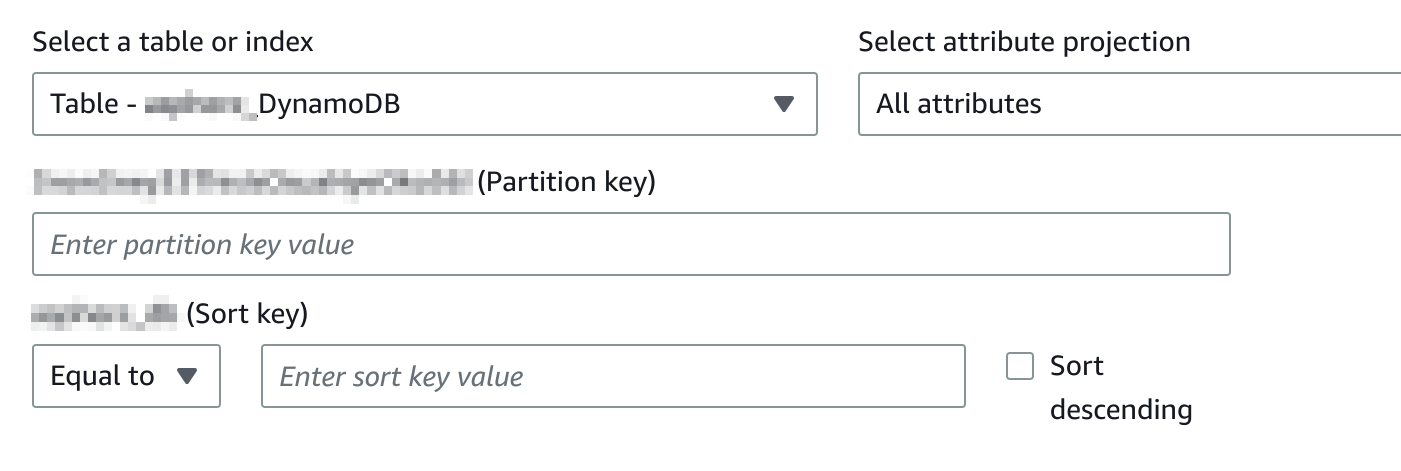 Select a table or index
Select attribute projection
Table - _DynamoDB
All attributes
(Partition key)
Enter partition key value
(Sort key)
Equal to
Enter sort key value
Sort
descending